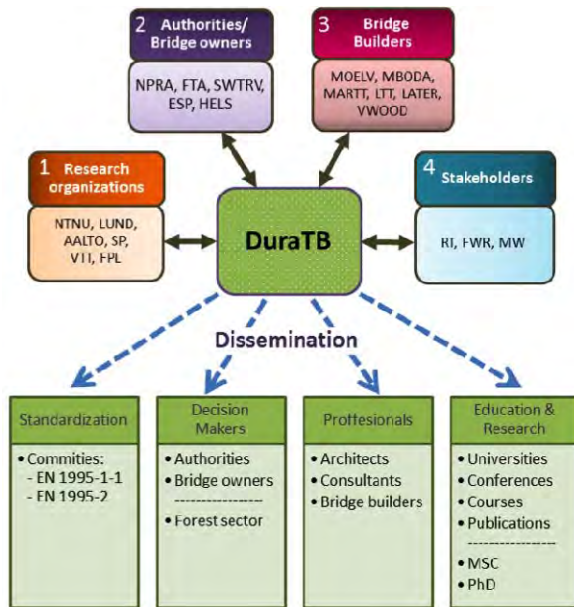 2 Authorities/
Bridge owners
NPRA, FTA, SWTRV,
ESP, HELS
3 Bridge
Builders
MOELV, MBODA,
MARTT, LTT, LATER,
VWOOD
1 Research
organizations
NTNU, LUND,
AALTO, SP,
VTT, FPL
4 Stakeholders
RI, FWR, MW
DuraTB
Dissemination
Standardization
• Commities:
- EN 1995-1-1
- EN 1995-2
Decision
Makers
• Authorities
• Bridge owners
-----------------
• Forest sector
Proffesionals
• Architects
• Consultants
• Bridge builders
Education &
Research
• Universities
• Conferences
• Courses
• Publications
-----------------
• MSC
• PhD